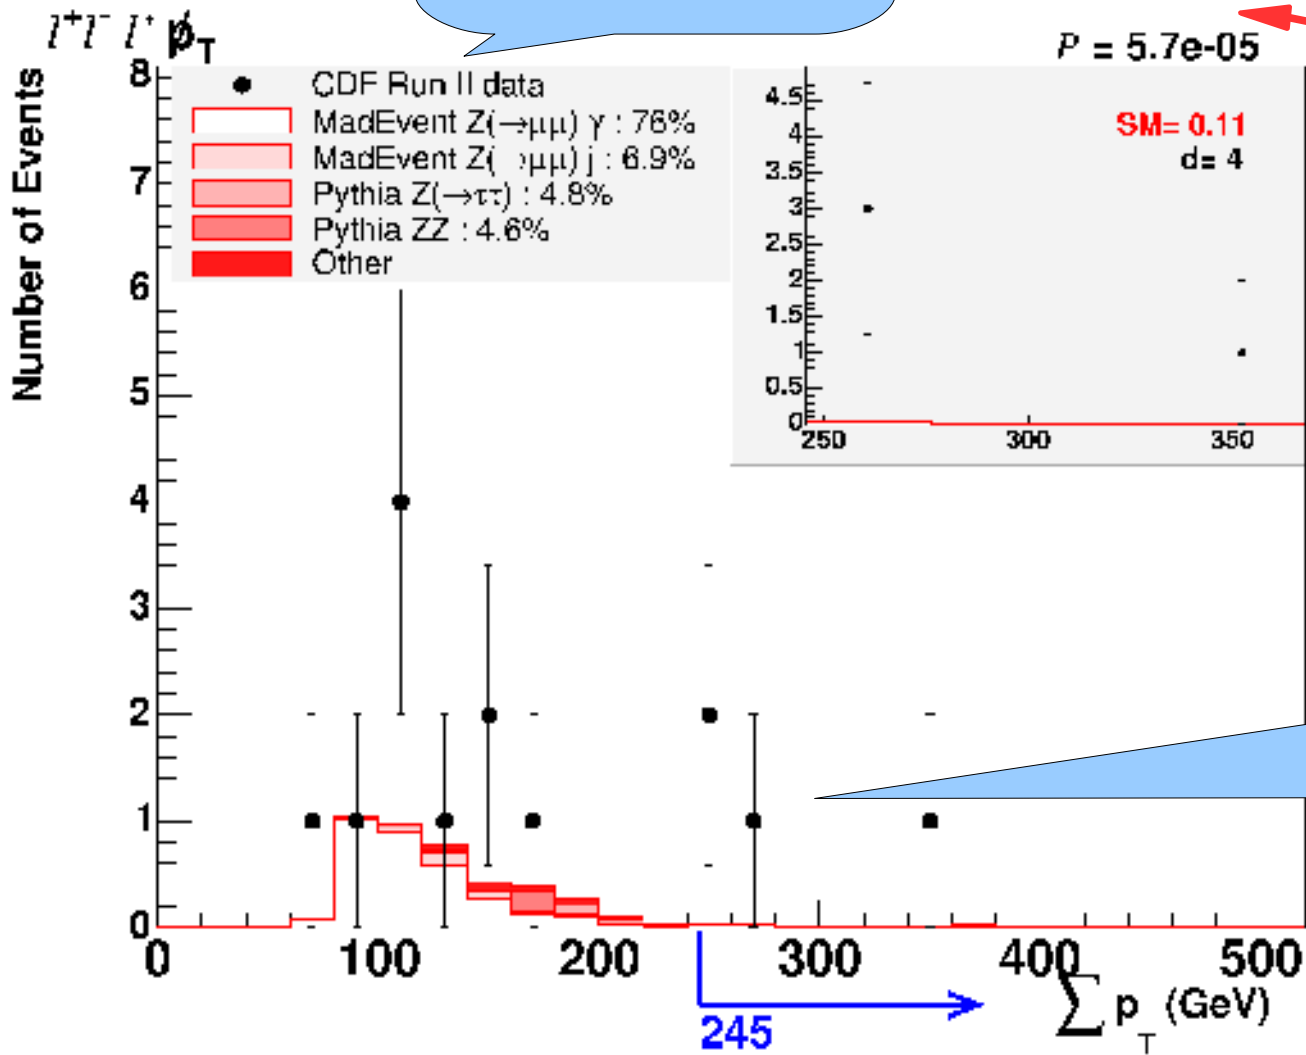 l⁺l⁻ l⁺ p̸_T
P = 5.7e-05
Number of Events
CDF Run II data
MadEvent Z(→μμ) γ : 76%
MadEvent Z( →μμ) j : 6.9%
Pythia Z(→ττ) : 4.8%
Pythia ZZ : 4.6%
Other
8
7
6
5
4
3
2
1
0
SM= 0.11
d= 4
4.5
4
3.5
3
2.5
2
1.5
1
0.5
0
250 300 350
0 100 200 300 400 500
∑ p_T (GeV)
245